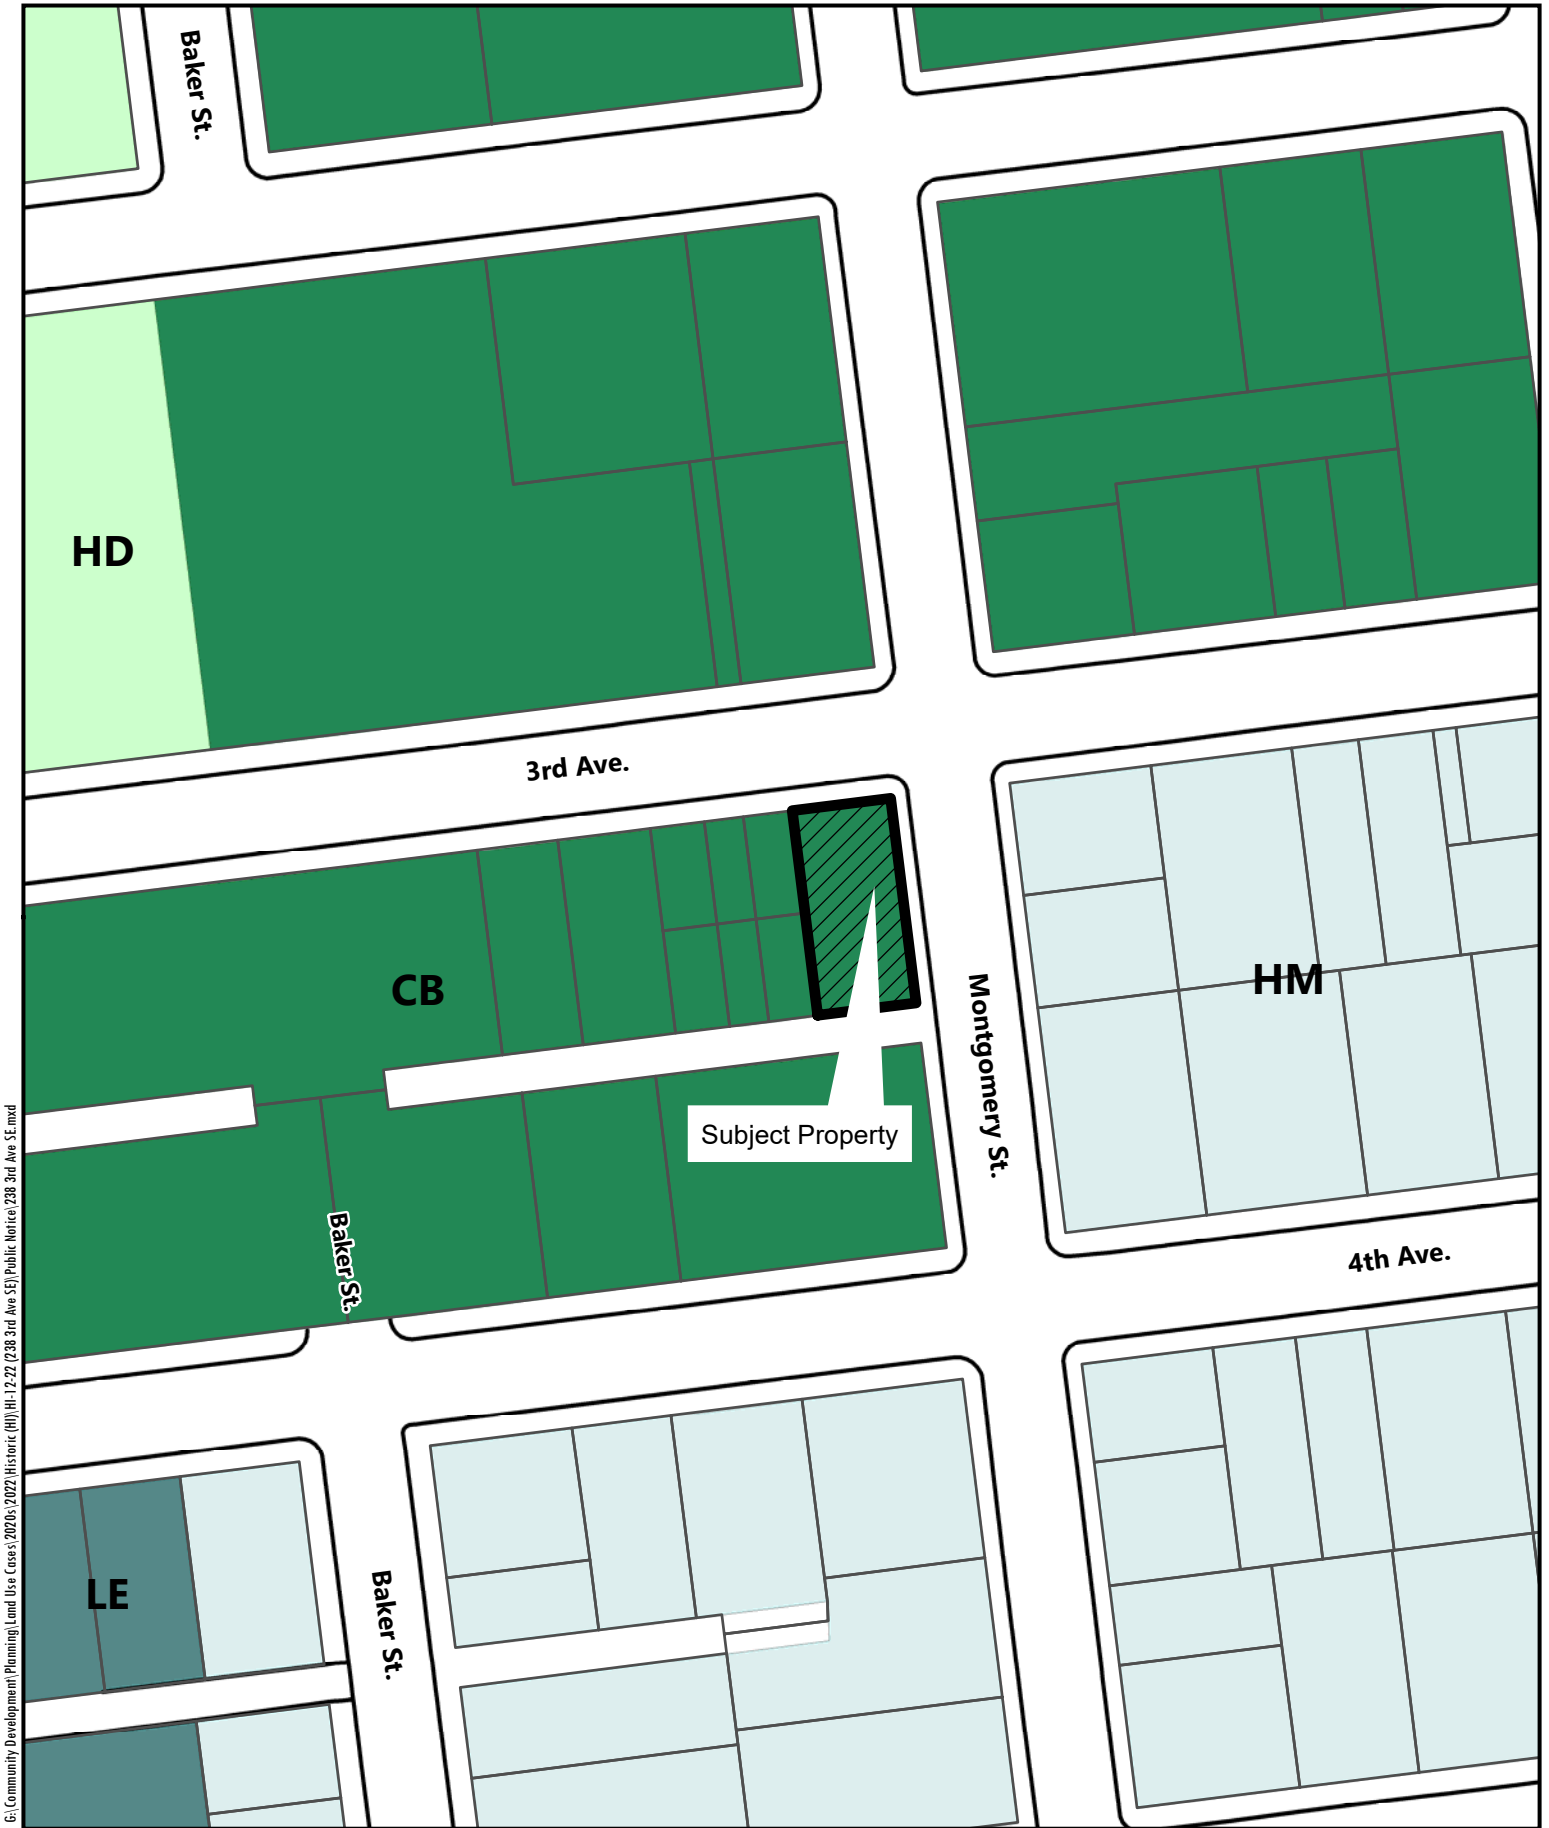 Baker St.
HD
3rd Ave.
CB
HM
Montgomery St.
Subject Property
Baker St.
4th Ave.
LE
Baker St.
G:\Community Development\Planning\Land Use Cases\2020s\2022\Historic (HI)\HI-12-22 (238 3rd Ave SE)\Public Notice\238 3rd Ave SE.mxd